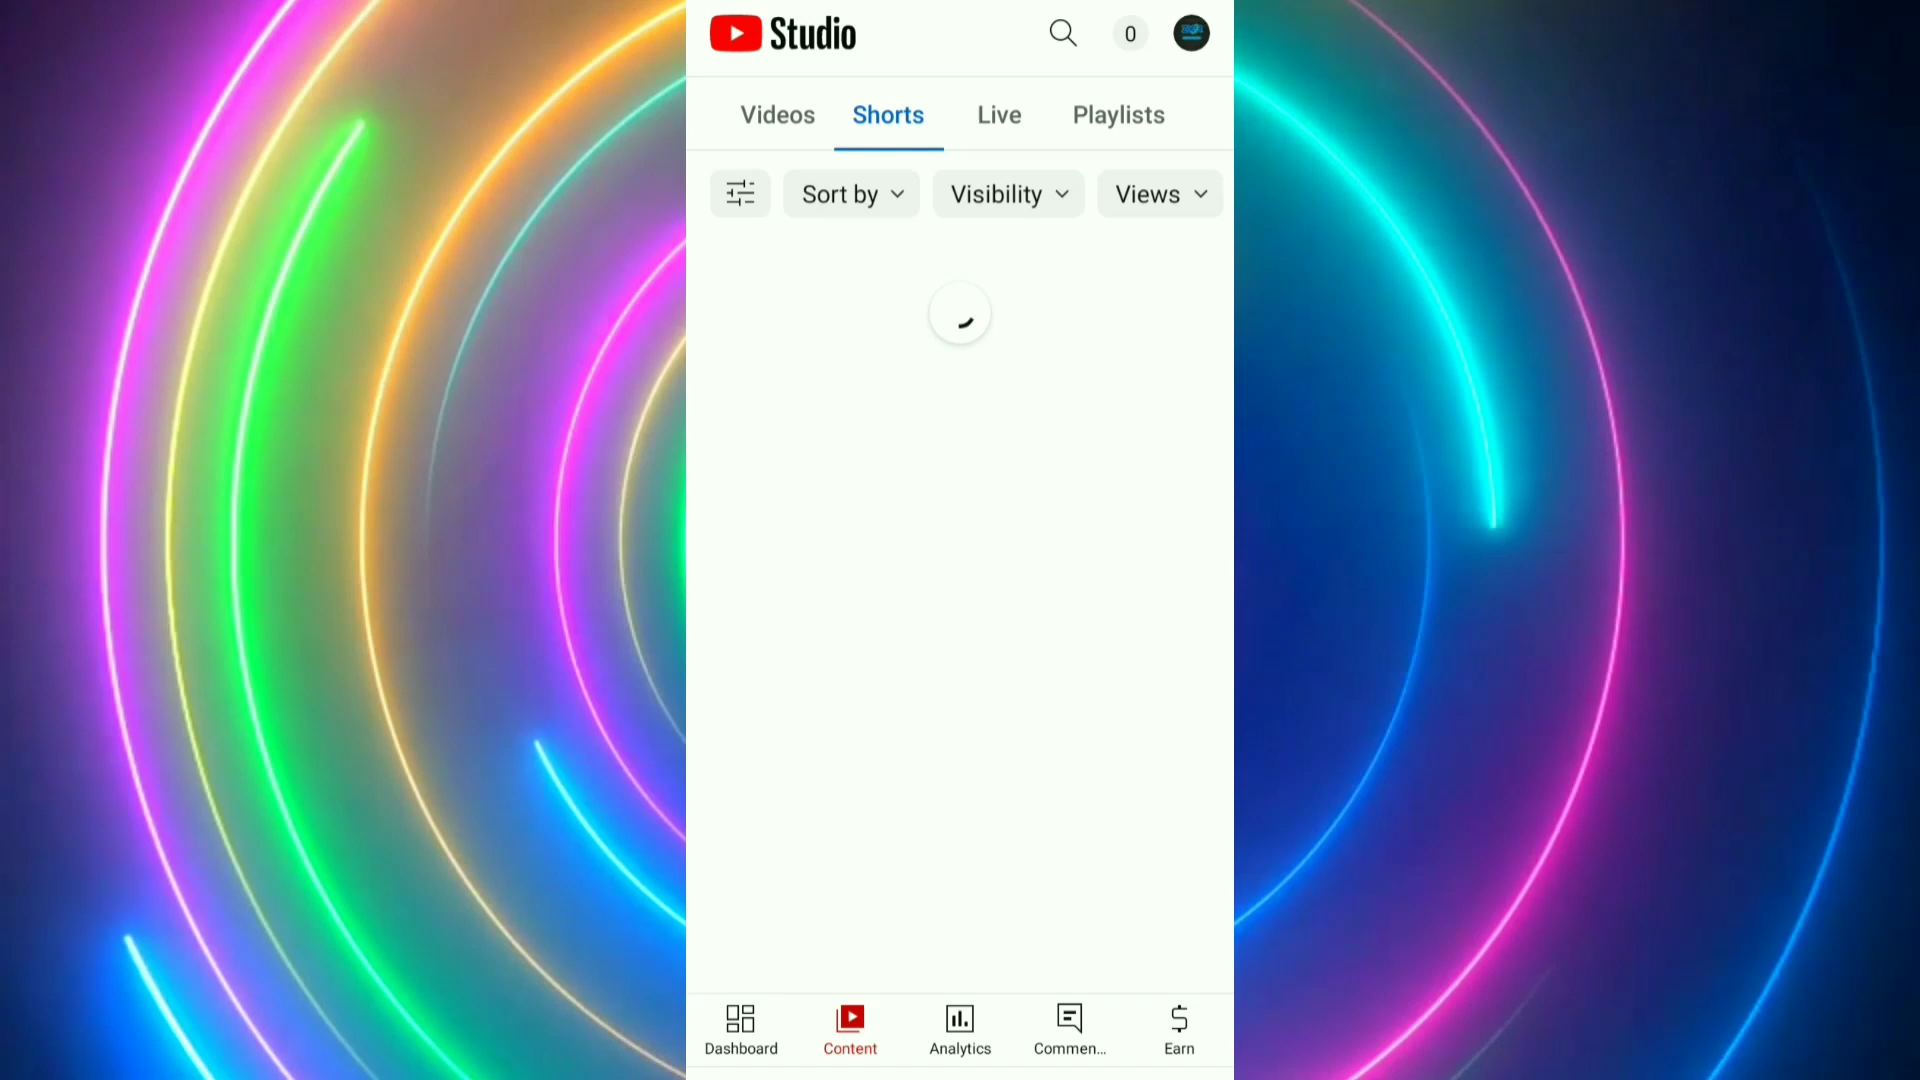 Studio
0
Videos Shorts Live Playlists
Sort by Visibility Views
Dashboard Content Analytics Commen... Earn